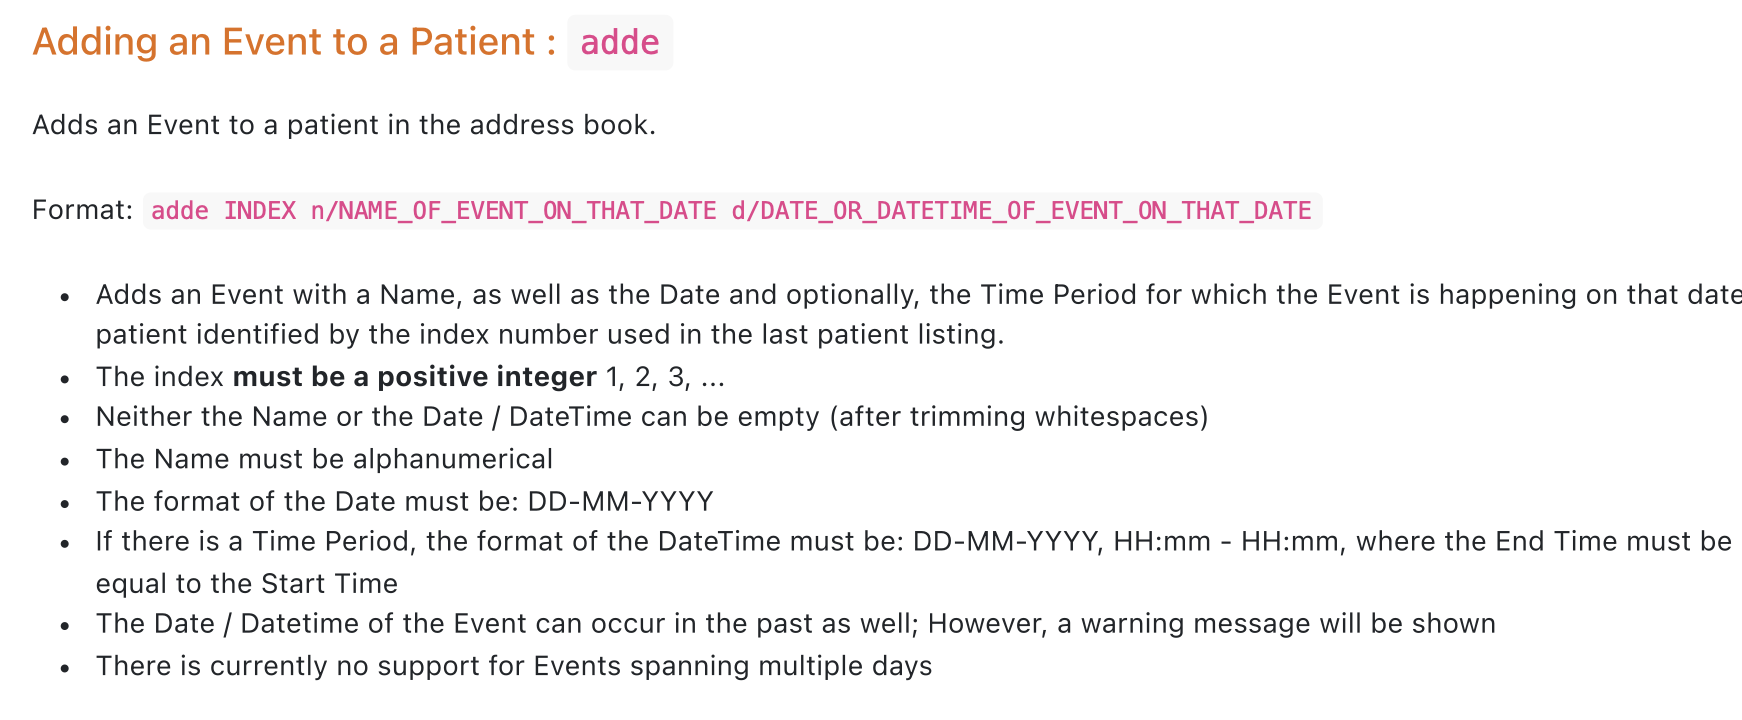 Adding an Event to a Patient : adde
Adds an Event to a patient in the address book.
Format: adde INDEX n/NAME_OF_EVENT_ON_THAT_DATE d/DATE_OR_DATETIME_OF_EVENT_ON_THAT_DATE
• Adds an Event with a Name, as well as the Date and optionally, the Time Period for which the Event is happening on that date
patient identified by the index number used in the last patient listing.
• The index must be a positive integer 1, 2, 3, ...
• Neither the Name or the Date / DateTime can be empty (after trimming whitespaces)
• The Name must be alphanumerical
• The format of the Date must be: DD-MM-YYYY
• If there is a Time Period, the format of the DateTime must be: DD-MM-YYYY, HH:mm - HH:mm, where the End Time must be
equal to the Start Time
• The Date / Datetime of the Event can occur in the past as well; However, a warning message will be shown
• There is currently no support for Events spanning multiple days